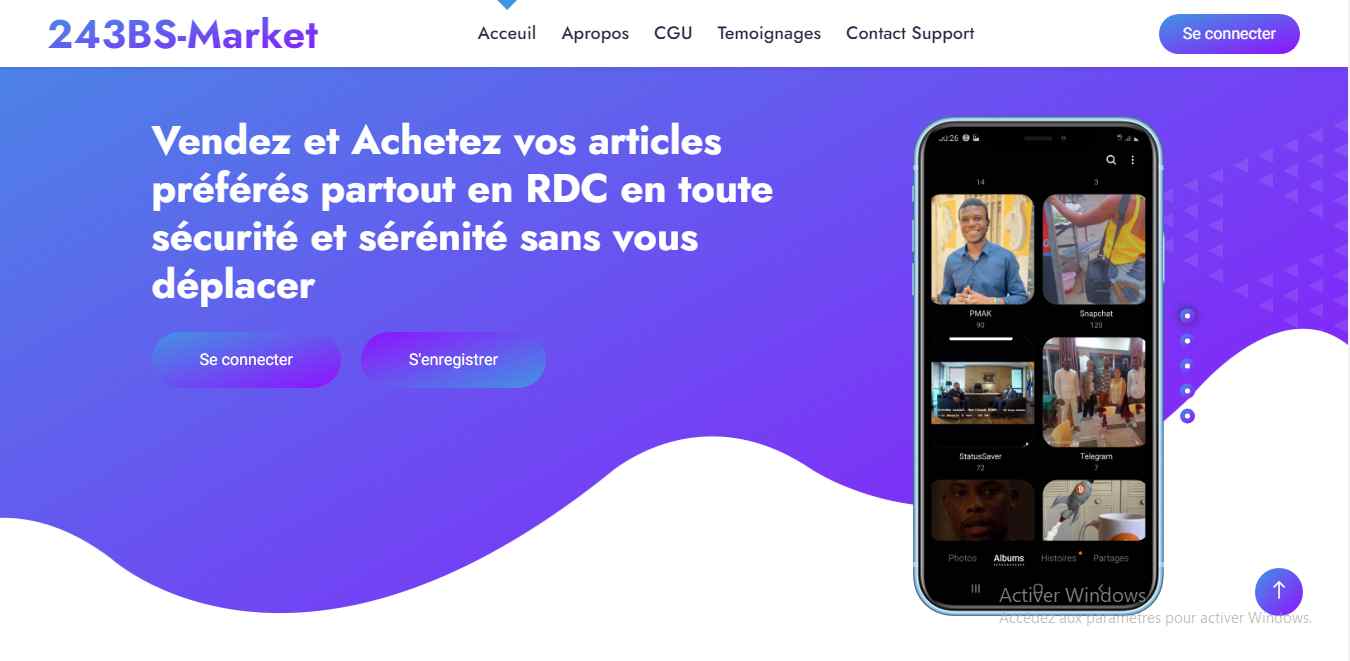 243BS-Market
Acceuil Apropos CGU Temoignages Contact Support
Se connecter
Vendez et Achetez vos articles
préférés partout en RDC en toute
sécurité et sérénité sans vous
déplacer
Se connecter S'enregistrer
14 3
PMAK Snapchat
90 120
StatusSaver Telegram
72 7
Photos Albums Histoires Partages
Activer Windows
Accédez aux paramètres pour activer Windows.